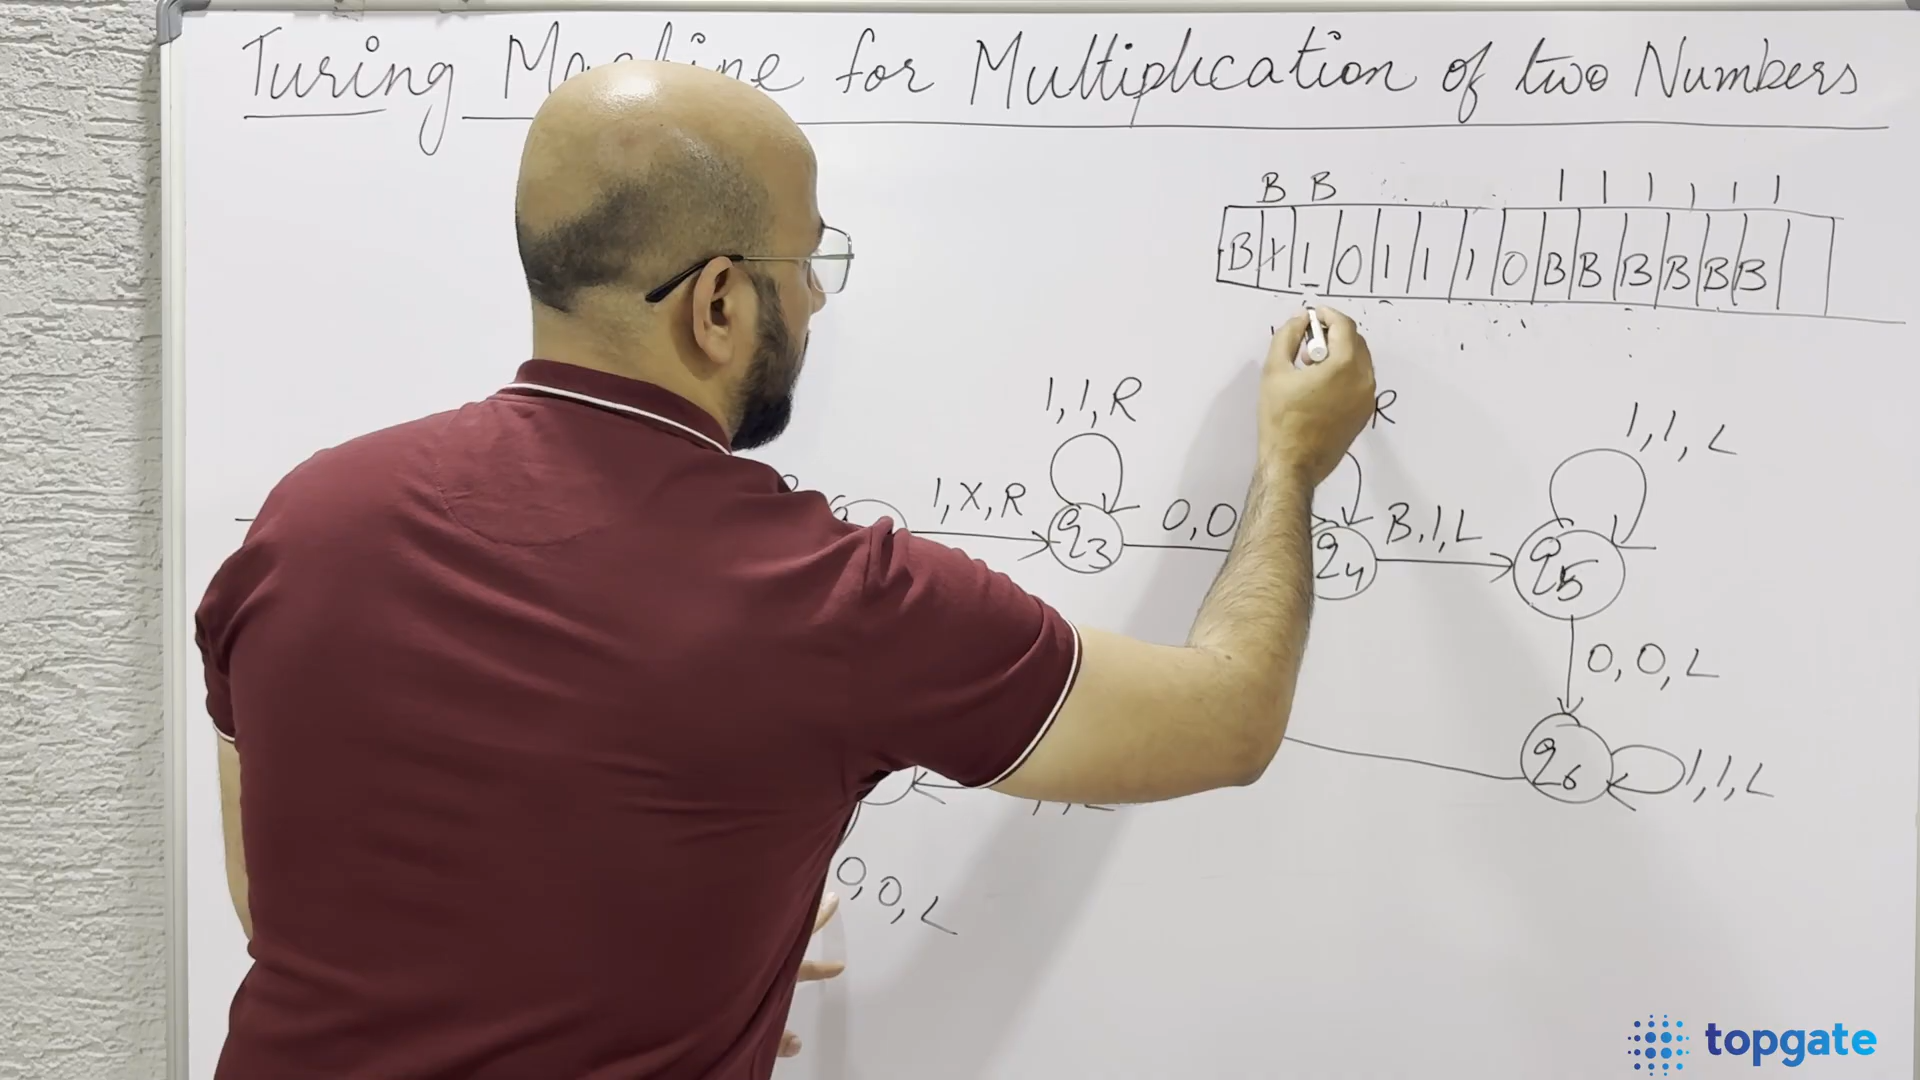 Turing Machine for Multiplication of two Numbers
B B 1 1 1 1 1 1
B 1 1 0 1 1 1 0 B B B B B B
1,1,R
R
1,1,L
1,X,R
0,0
B,1,L
q3
q4
q5
0,0,L
q6
1,1,L
0,0,L
topgate